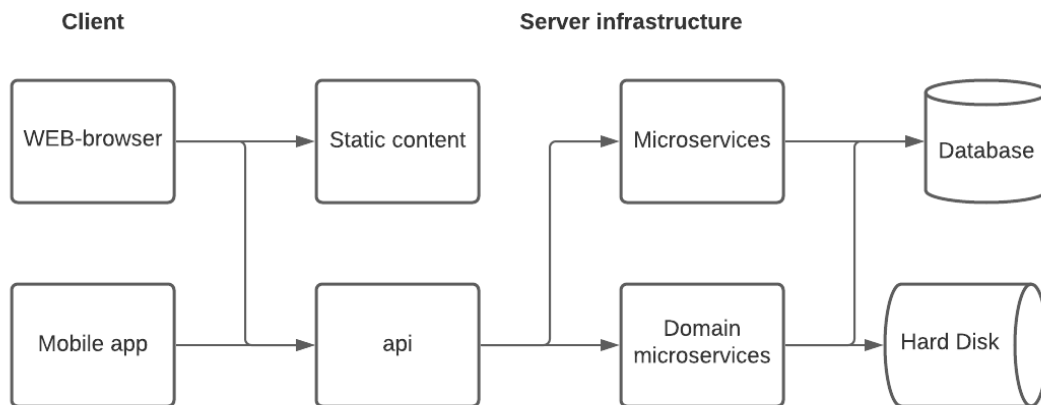 Client
Server infrastructure
WEB-browser
Static content
Microservices
Database
Mobile app
api
Domain
microservices
Hard Disk